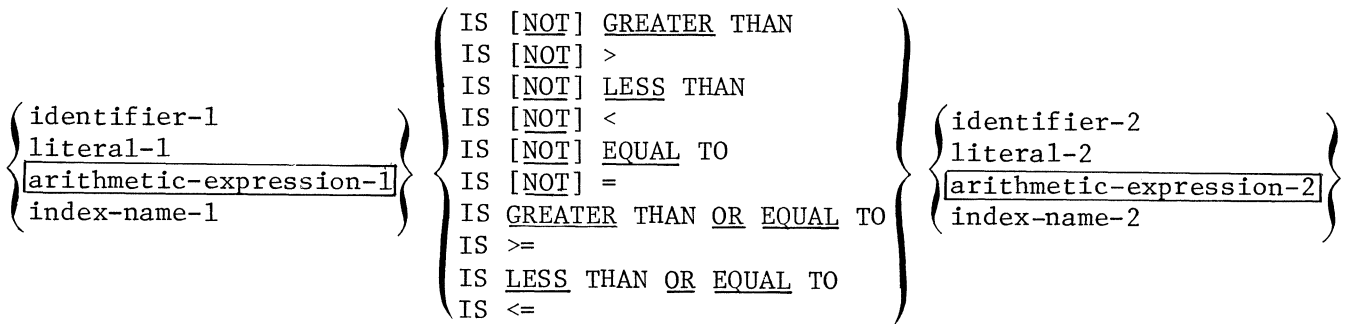 identifier-1
literal-1
arithmetic-expression-1
index-name-1
IS [NOT] GREATER THAN
IS [NOT] >
IS [NOT] LESS THAN
IS [NOT] <
IS [NOT] EQUAL TO
IS [NOT] =
IS GREATER THAN OR EQUAL TO
IS >=
IS LESS THAN OR EQUAL TO
IS <=
identifier-2
literal-2
arithmetic-expression-2
index-name-2